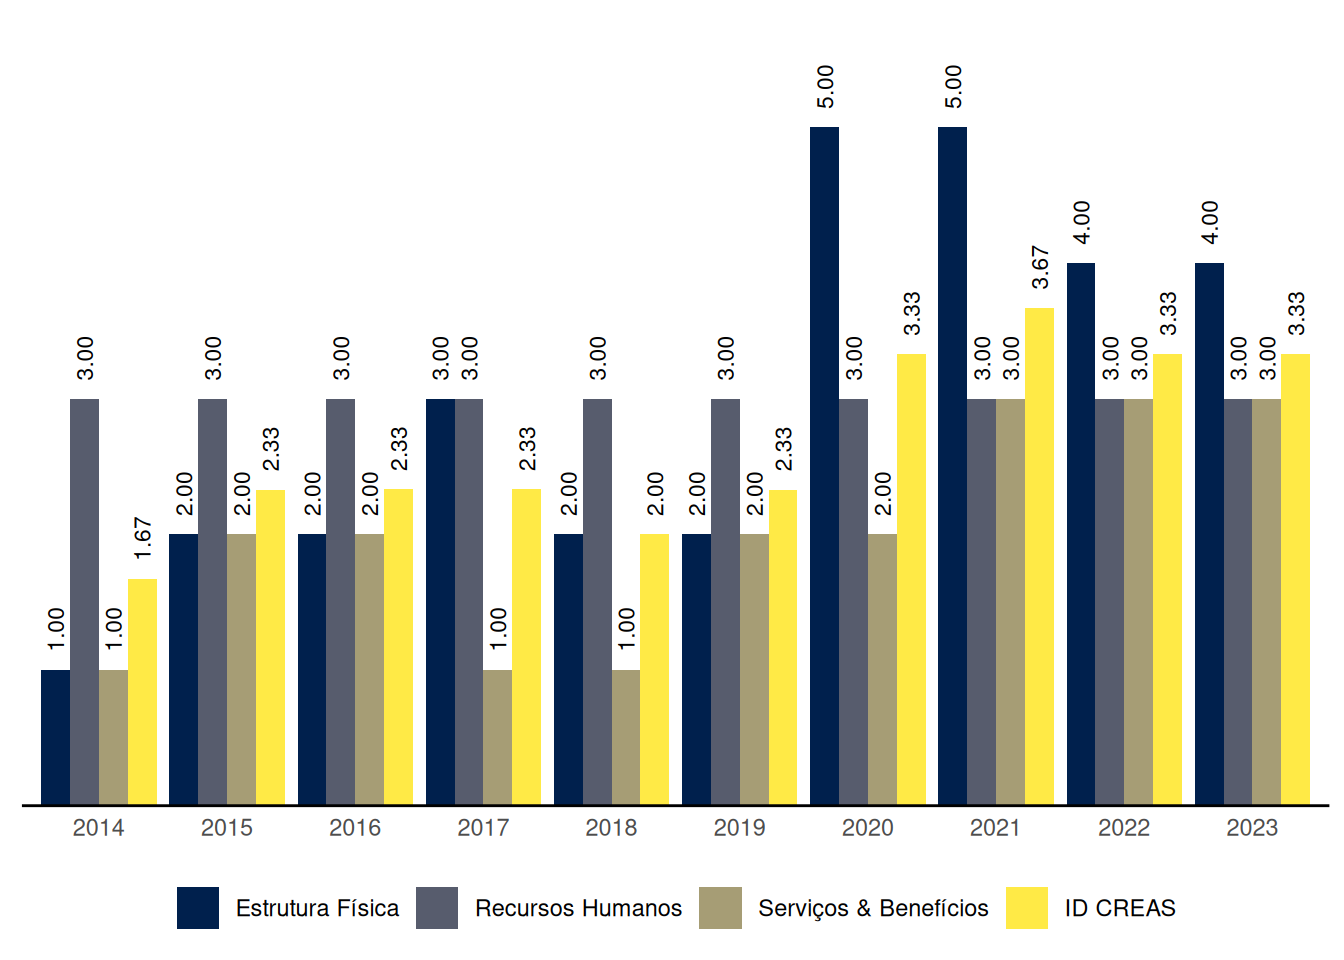 5.00 5.00
4.00 4.00
3.67
3.33 3.33 3.33
3.00 3.00 3.00 3.00 3.00 3.00 3.00 3.00 3.00 3.00 3.00 3.00 3.00 3.00
2.33 2.33 2.33 2.33
2.00 2.00 2.00 2.00 2.00 2.00 2.00 2.00 2.00
1.67
1.00 1.00 1.00 1.00
2014 2015 2016 2017 2018 2019 2020 2021 2022 2023
Estrutura Física Recursos Humanos Serviços & Benefícios ID CREAS